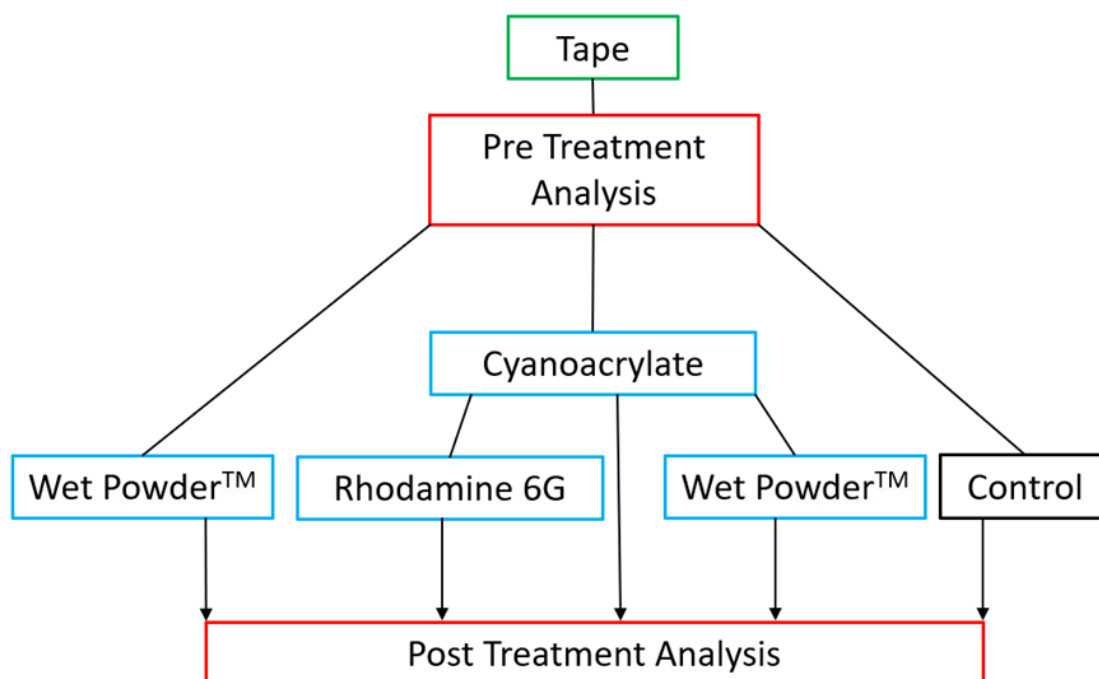 Tape
Pre Treatment
Analysis
Cyanoacrylate
Wet Powder™
Rhodamine 6G
Wet Powder™
Control
Post Treatment Analysis